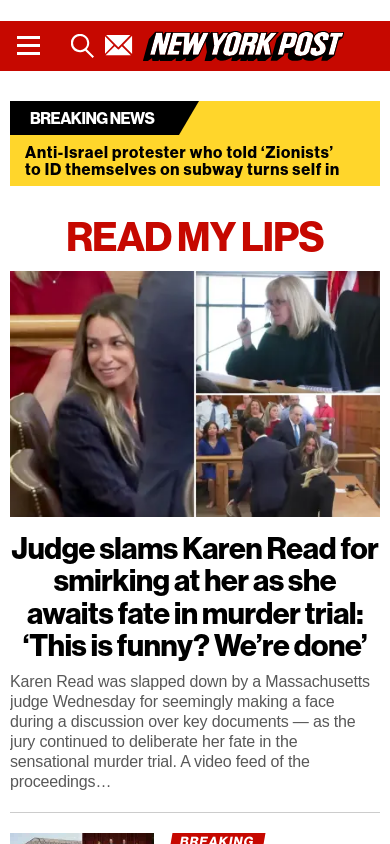 NEW YORK POST
BREAKING NEWS
Anti-Israel protester who told ‘Zionists’
to ID themselves on subway turns self in
READ MY LIPS
Judge slams Karen Read for
smirking at her as she
awaits fate in murder trial:
‘This is funny? We’re done’
Karen Read was slapped down by a Massachusetts
judge Wednesday for seemingly making a face
during a discussion over key documents — as the
jury continued to deliberate her fate in the
sensational murder trial. A video feed of the
proceedings…
BREAKING